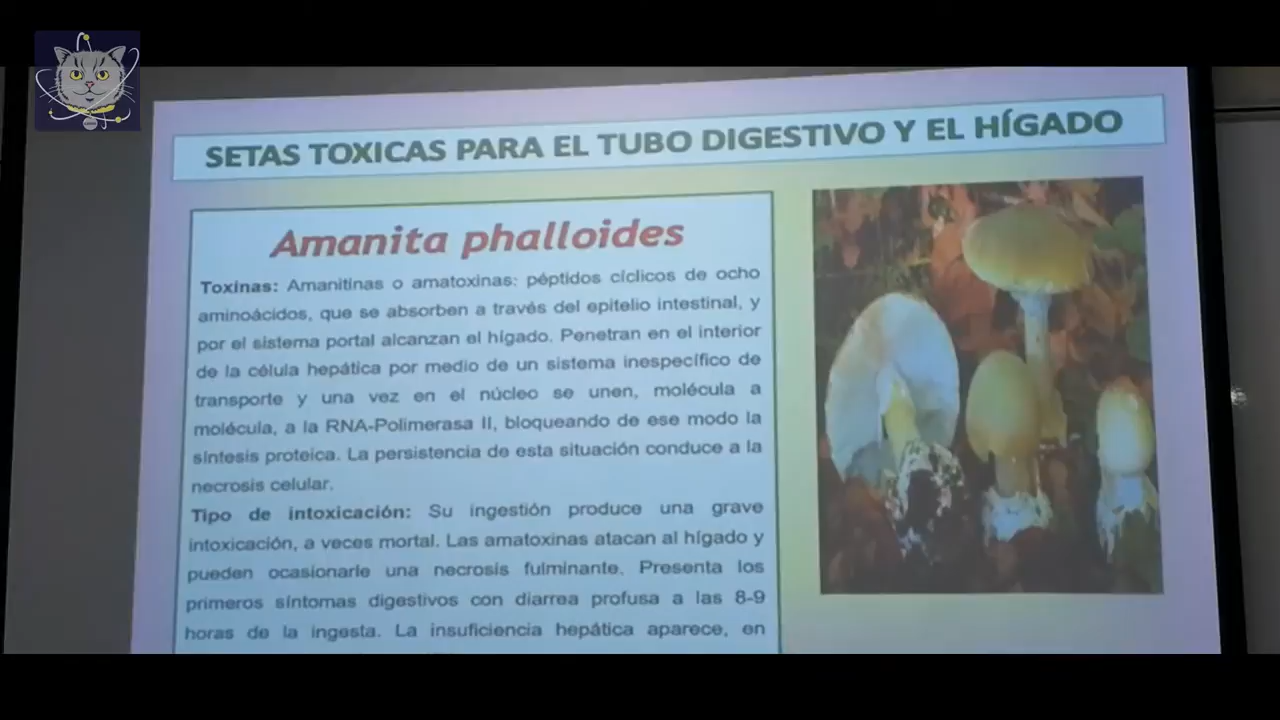 SETAS TOXICAS PARA EL TUBO DIGESTIVO Y EL HÍGADO
Amanita phalloides
Toxinas: Amanitinas o amatoxinas: péptidos cíclicos de ocho
aminoácidos, que se absorben a través del epitelio intestinal, y
por el sistema portal alcanzan el hígado. Penetran en el interior
de la célula hepática por medio de un sistema inespecífico de
transporte y una vez en el núcleo se unen, molécula a
molécula, a la RNA-Polimerasa II, bloqueando de ese modo la
síntesis proteica. La persistencia de esta situación conduce a la
necrosis celular.
Tipo de intoxicación: Su ingestión produce una grave
intoxicación, a veces mortal. Las amatoxinas atacan al hígado y
pueden ocasionarle una necrosis fulminante. Presenta los
primeros síntomas digestivos con diarrea profusa a las 8-9
horas de la ingesta. La insuficiencia hepática aparece, en